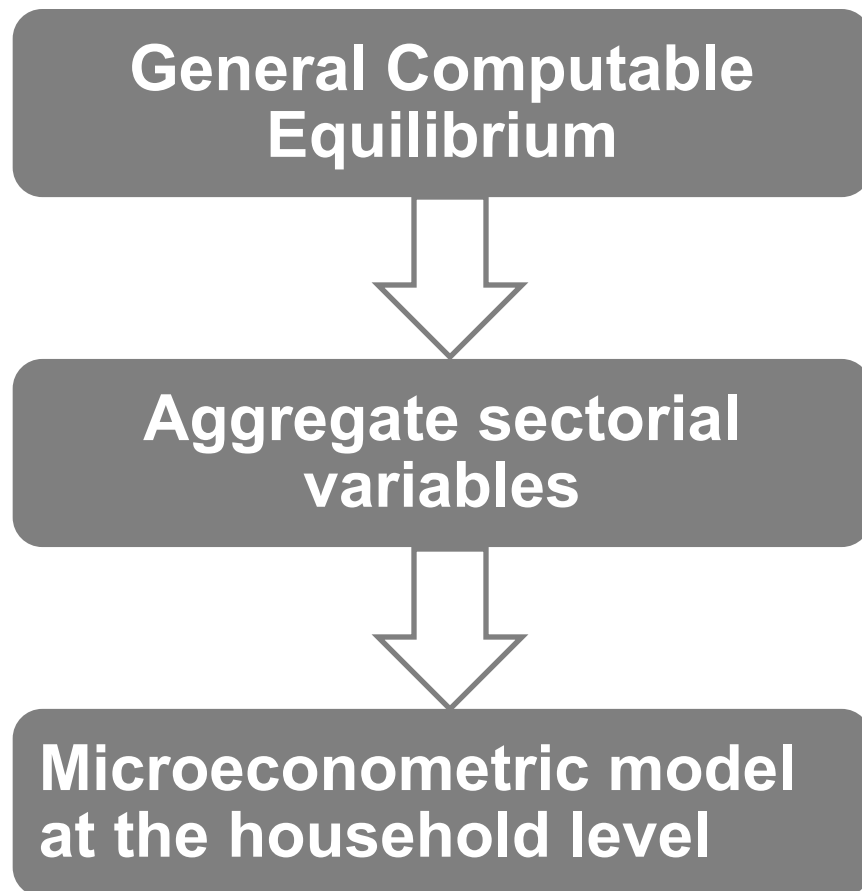 General Computable
Equilibrium
Aggregate sectorial
variables
Microeconometric model
at the household level